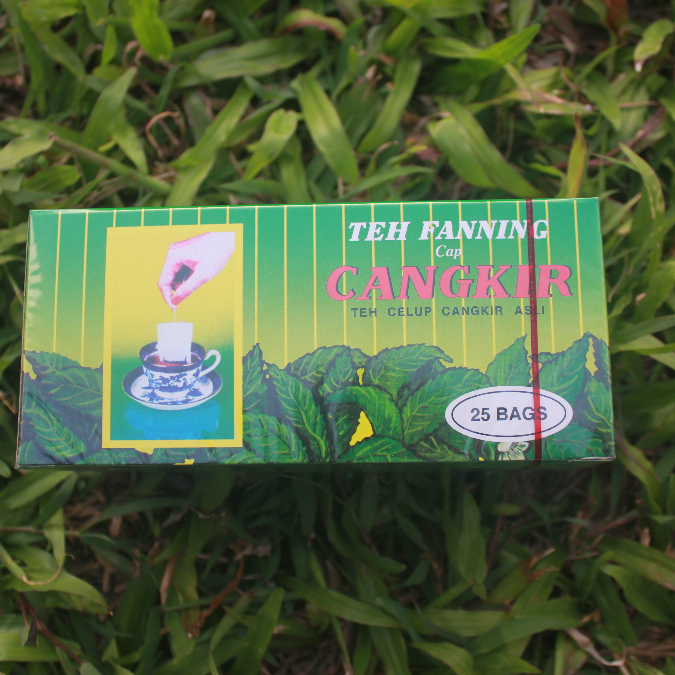 TEH FANNING
Cap
CANGKIR
TEH CELUP CANGKIR ASLI
25 BAGS